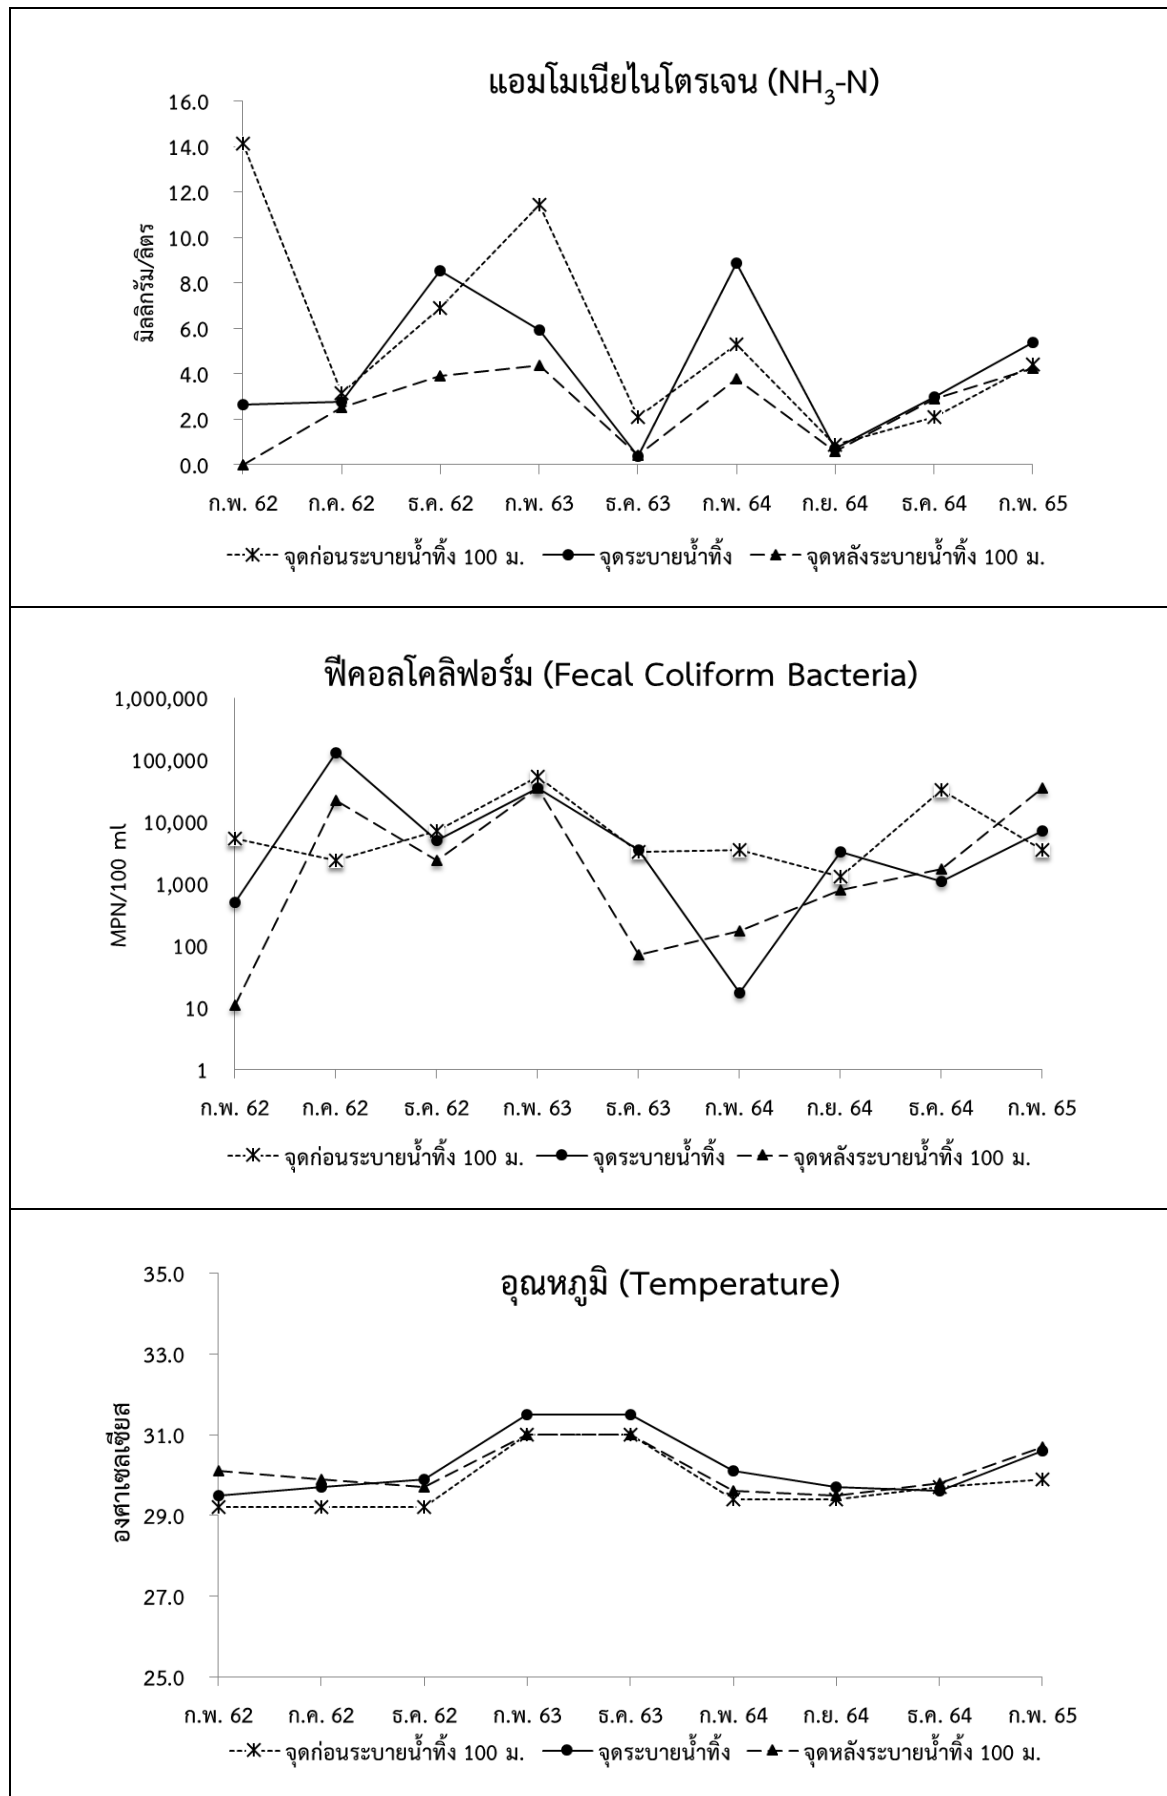 แอมโมเนียไนโตรเจน (NH₃-N)
16.0
14.0
12.0
10.0
8.0
6.0
4.0
2.0
0.0
มิลลิกรัม/ลิตร
ก.พ. 62 ก.ค. 62 ธ.ค. 62 ก.พ. 63 ธ.ค. 63 ก.พ. 64 ก.ย. 64 ธ.ค. 64 ก.พ. 65
จุดก่อนระบายน้ำทิ้ง 100 ม. จุดระบายน้ำทิ้ง จุดหลังระบายน้ำทิ้ง 100 ม.
ฟีคอลโคลิฟอร์ม (Fecal Coliform Bacteria)
1,000,000
100,000
10,000
1,000
100
10
1
MPN/100 ml
ก.พ. 62 ก.ค. 62 ธ.ค. 62 ก.พ. 63 ธ.ค. 63 ก.พ. 64 ก.ย. 64 ธ.ค. 64 ก.พ. 65
จุดก่อนระบายน้ำทิ้ง 100 ม. จุดระบายน้ำทิ้ง จุดหลังระบายน้ำทิ้ง 100 ม.
อุณหภูมิ (Temperature)
35.0
33.0
31.0
29.0
27.0
25.0
องศาเซลเซียส
ก.พ. 62 ก.ค. 62 ธ.ค. 62 ก.พ. 63 ธ.ค. 63 ก.พ. 64 ก.ย. 64 ธ.ค. 64 ก.พ. 65
จุดก่อนระบายน้ำทิ้ง 100 ม. จุดระบายน้ำทิ้ง จุดหลังระบายน้ำทิ้ง 100 ม.